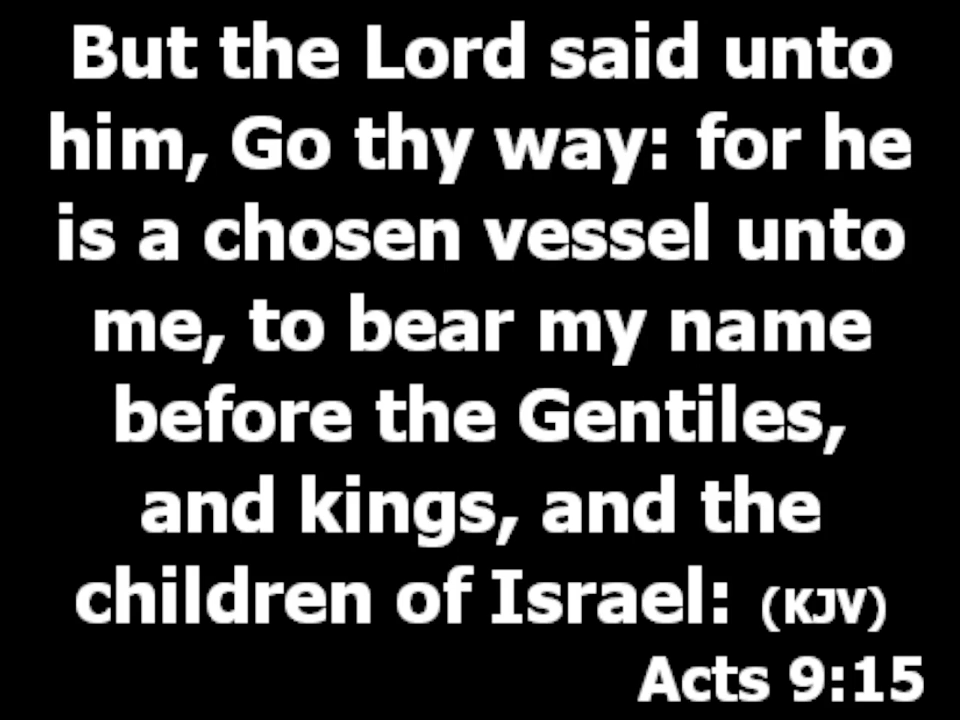 But the Lord said unto
him, Go thy way: for he
is a chosen vessel unto
me, to bear my name
before the Gentiles,
and kings, and the
children of Israel: (KJV)
Acts 9:15